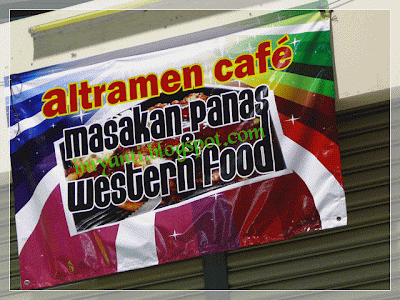 altramen café
masakan panas
&
western food